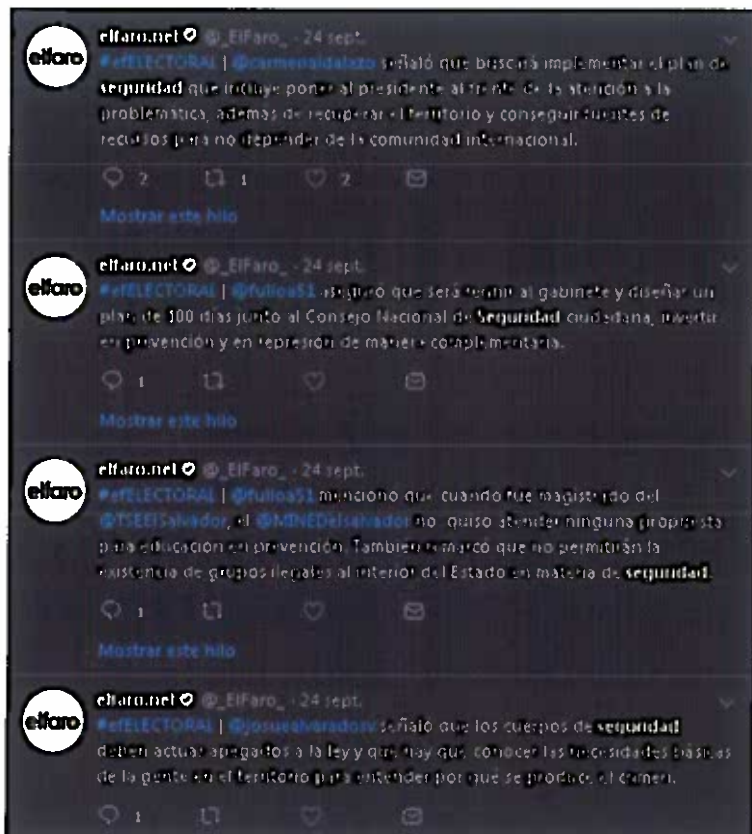 elfaro
elfaro.net @_ElFaro_ · 24 sept.
#efELECTORAL | @carmenaidalazo señaló que buscará implementar el plan de
seguridad que incluye poner al presidente al frente de la atención a la
problemática, además de recuperar el territorio y conseguir fuentes de
recursos para no depender de la comunidad internacional.
2 1 2
Mostrar este hilo
elfaro
elfaro.net @_ElFaro_ · 24 sept.
#efELECTORAL | @fulloa51 aseguró que será reunir al gabinete y diseñar un
plan de 100 días junto al Consejo Nacional de Seguridad ciudadana, invertir
en prevención y en represión de manera complementaria.
1
Mostrar este hilo
elfaro
elfaro.net @_ElFaro_ · 24 sept.
#efELECTORAL | @fulloa51 menciono que cuando fue magistrado del
@TSEElSalvador, el @MINEDelsalvador no quiso atender ninguna propuesta
para educación en prevención. También remarcó que no permitirán la
existencia de grupos ilegales al interior del Estado en materia de seguridad.
1
Mostrar este hilo
elfaro
elfaro.net @_ElFaro_ · 24 sept.
#efELECTORAL | @josuealvaradosv señaló que los cuerpos de seguridad
deben actuar apegados a la ley y que hay que conocer las necesidades básicas
de la gente en el territorio para entender por qué se produce el crimen.
1